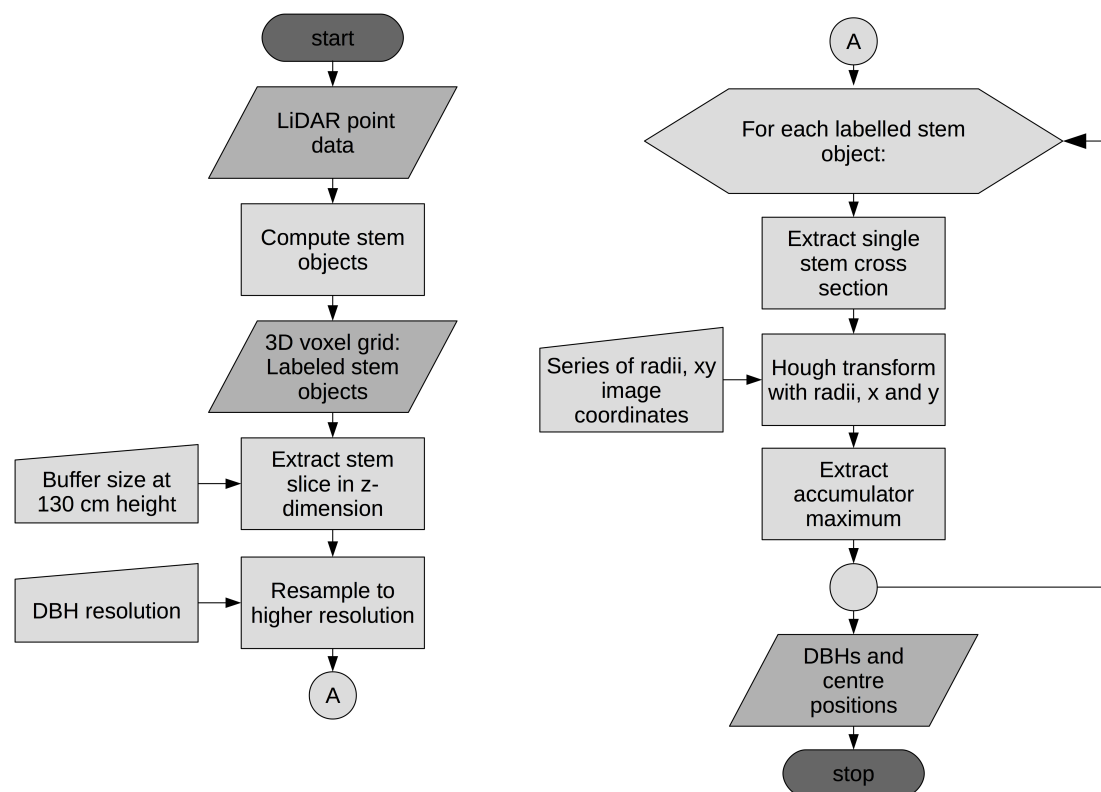 start
LiDAR point
data
Compute stem
objects
3D voxel grid:
Labeled stem
objects
Buffer size at
130 cm height
Extract stem
slice in z-
dimension
DBH resolution
Resample to
higher resolution
A
A
For each labelled stem
object:
Extract single
stem cross
section
Series of radii, xy
image
coordinates
Hough transform
with radii, x and y
Extract
accumulator
maximum
DBHs and
centre
positions
stop